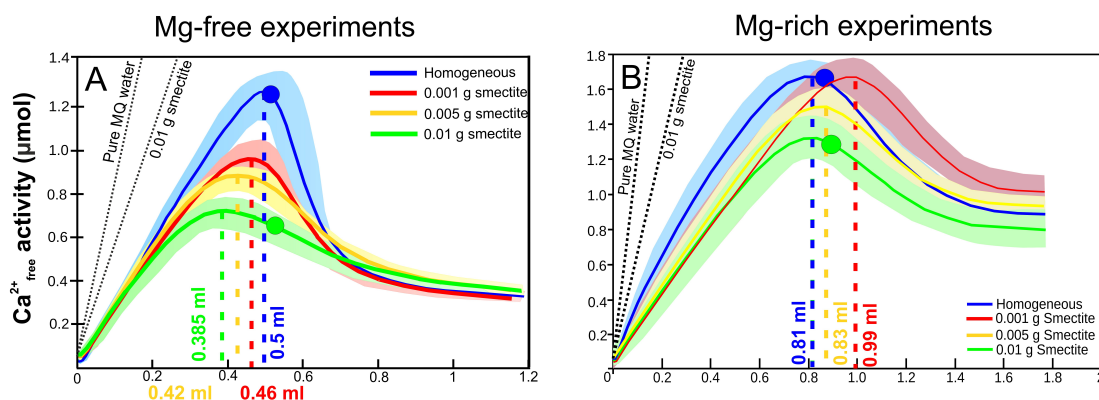 Mg-free experiments
Mg-rich experiments
Ca²⁺free activity (µmol)
A
1.4
1.2
1.0
0.8
0.6
0.4
0.2
Pure MQ water
0.01 g smectite
Homogeneous
0.001 g smectite
0.005 g smectite
0.01 g smectite
0.385 ml
0.5 ml
0 0.2 0.4 0.6 0.8 1 1.2
0.42 ml 0.46 ml
B
1.8
1.6
1.4
1.2
1.0
0.8
0.6
0.4
0.2
Pure MQ water
0.01 g smectite
0.81 ml
0.83 ml
0.99 ml
Homogeneous
0.001 g Smectite
0.005 g Smectite
0.01 g Smectite
0 0.2 0.4 0.6 0.8 1.0 1.2 1.4 1.6 1.8 2